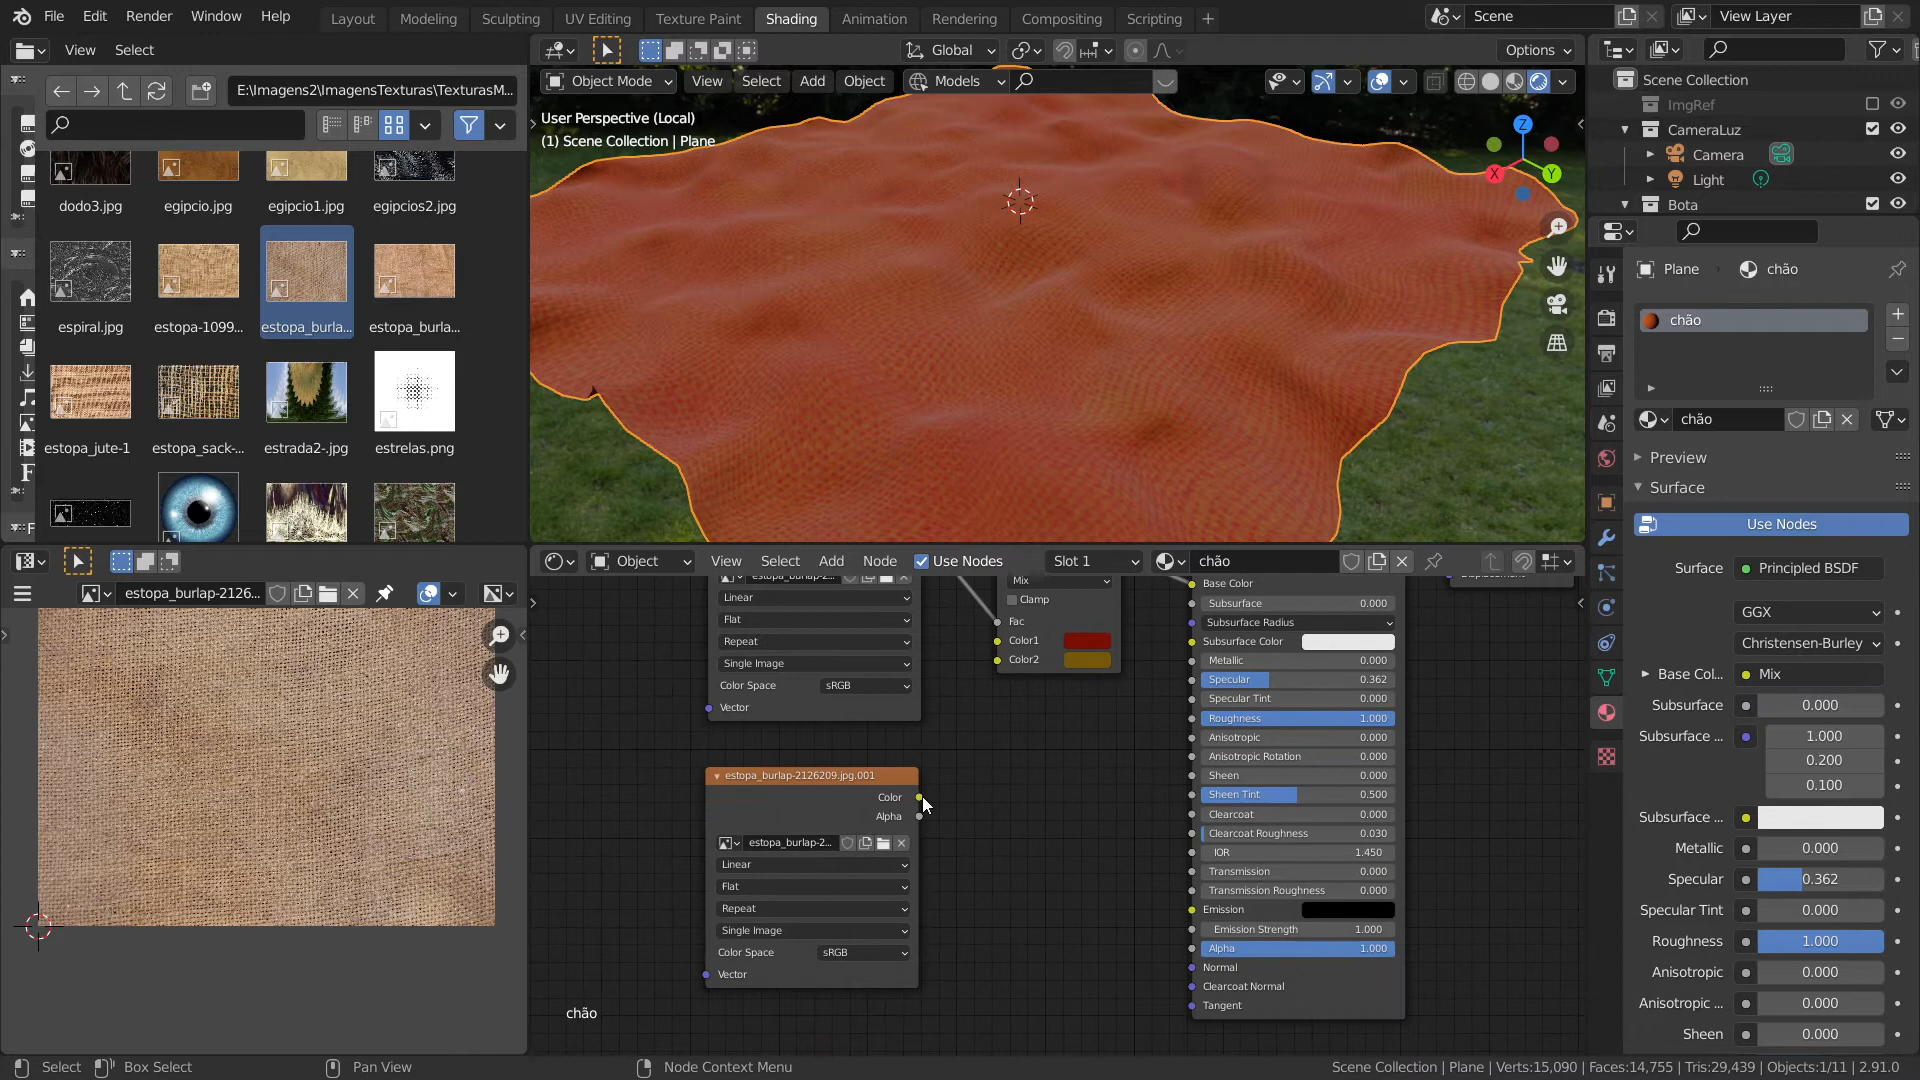 File Edit Render Window Help
Layout Modeling Sculpting UV Editing Texture Paint Shading Animation Rendering Compositing Scripting
Scene
View Layer
View Select
Global
Options
E:\Imagens2\ImagensTexturas\TexturasM...
Object Mode View Select Add Object Models
User Perspective (Local)
(1) Scene Collection | Plane
Z
X
Y
Scene Collection
ImgRef
CameraLuz
Camera
Light
Bota
dodo3.jpg egipcio.jpg egipcio1.jpg egipcios2.jpg
espiral.jpg estopa-1099... estopa_burla... estopa_burla...
estopa_jute-1 estopa_sack-... estrada2-.jpg estrelas.png
F
F
estopa_burlap-2126...
Object View Select Add Node Use Nodes Slot 1 chão
Linear
Flat
Repeat
Single Image
Color Space sRGB
Vector
Mix
Clamp
Fac
Color1
Color2
estopa_burlap-2126209.jpg.001
Color
Alpha
estopa_burlap-2...
Linear
Flat
Repeat
Single Image
Color Space sRGB
Vector
Base Color
Subsurface 0.000
Subsurface Radius
Subsurface Color
Metallic 0.000
Specular 0.362
Specular Tint 0.000
Roughness 1.000
Anisotropic 0.000
Anisotropic Rotation 0.000
Sheen 0.000
Sheen Tint 0.500
Clearcoat 0.000
Clearcoat Roughness 0.030
IOR 1.450
Transmission 0.000
Transmission Roughness 0.000
Emission
Emission Strength 1.000
Alpha 1.000
Normal
Clearcoat Normal
Tangent
chão
Plane chão
chão
chão
Preview
Surface
Use Nodes
Surface Principled BSDF
GGX
Christensen-Burley
Base Col... Mix
Subsurface 0.000
Subsurface ... 1.000
0.200
0.100
Subsurface ...
Metallic 0.000
Specular 0.362
Specular Tint 0.000
Roughness 1.000
Anisotropic 0.000
Anisotropic ... 0.000
Sheen 0.000
Select Box Select Pan View Node Context Menu
Scene Collection | Plane | Verts:15,090 | Faces:14,755 | Tris:29,439 | Objects:1/11 | 2.91.0